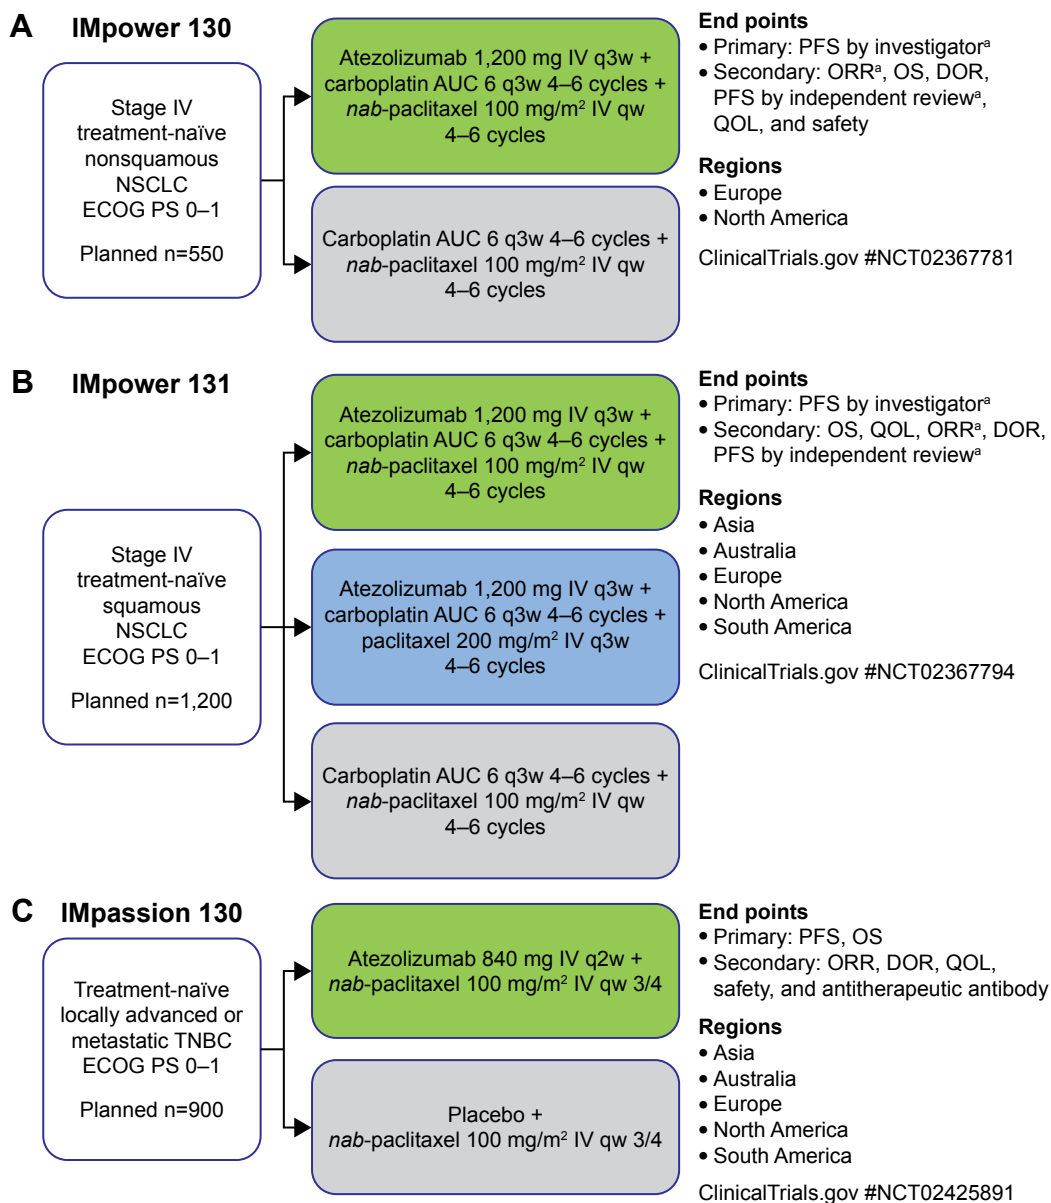 A IMpower 130
Stage IV
treatment-naïve
nonsquamous
NSCLC
ECOG PS 0–1
Planned n=550
Atezolizumab 1,200 mg IV q3w +
carboplatin AUC 6 q3w 4–6 cycles +
nab-paclitaxel 100 mg/m² IV qw
4–6 cycles
Carboplatin AUC 6 q3w 4–6 cycles +
nab-paclitaxel 100 mg/m² IV qw
4–6 cycles
End points
• Primary: PFS by investigatorᵃ
• Secondary: ORRᵃ, OS, DOR,
PFS by independent reviewᵃ,
QOL, and safety
Regions
• Europe
• North America
ClinicalTrials.gov #NCT02367781
B IMpower 131
Stage IV
treatment-naïve
squamous
NSCLC
ECOG PS 0–1
Planned n=1,200
Atezolizumab 1,200 mg IV q3w +
carboplatin AUC 6 q3w 4–6 cycles +
nab-paclitaxel 100 mg/m² IV qw
4–6 cycles
Atezolizumab 1,200 mg IV q3w +
carboplatin AUC 6 q3w 4–6 cycles +
paclitaxel 200 mg/m² IV q3w
4–6 cycles
Carboplatin AUC 6 q3w 4–6 cycles +
nab-paclitaxel 100 mg/m² IV qw
4–6 cycles
End points
• Primary: PFS by investigatorᵃ
• Secondary: OS, QOL, ORRᵃ, DOR,
PFS by independent reviewᵃ
Regions
• Asia
• Australia
• Europe
• North America
• South America
ClinicalTrials.gov #NCT02367794
C IMpassion 130
Treatment-naïve
locally advanced or
metastatic TNBC
ECOG PS 0–1
Planned n=900
Atezolizumab 840 mg IV q2w +
nab-paclitaxel 100 mg/m² IV qw 3/4
Placebo +
nab-paclitaxel 100 mg/m² IV qw 3/4
End points
• Primary: PFS, OS
• Secondary: ORR, DOR, QOL,
safety, and antitherapeutic antibody
Regions
• Asia
• Australia
• Europe
• North America
• South America
ClinicalTrials.gov #NCT02425891